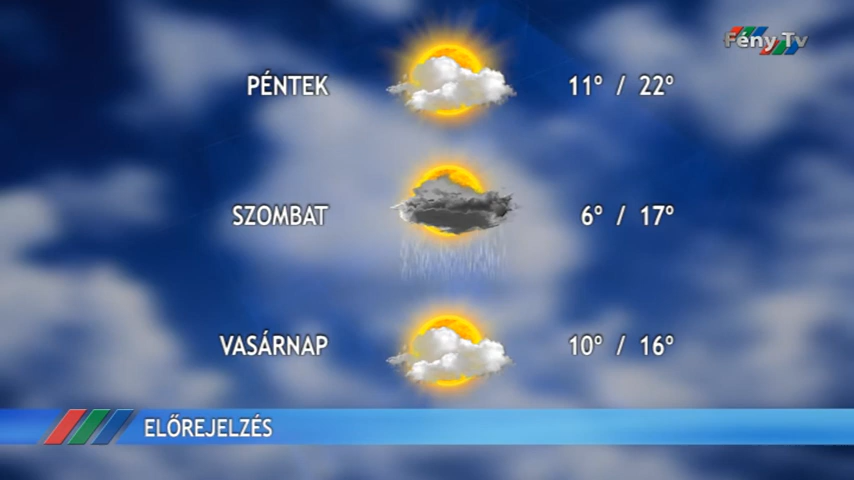 Fény Tv
PÉNTEK 11° / 22°
SZOMBAT 6° / 17°
VASÁRNAP 10° / 16°
ELŐREJELZÉS